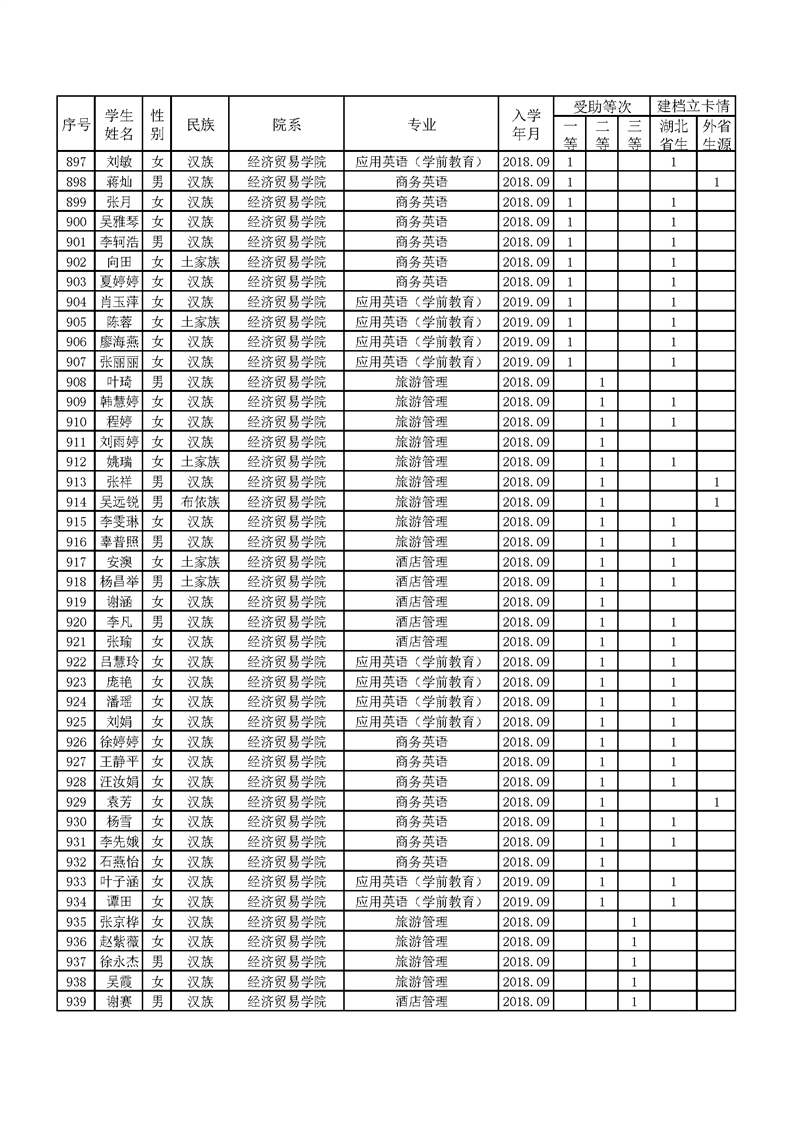 序号 学生姓名 性别 民族 院系 专业 入学年月 受助等次 建档立卡情
一等 二等 三等 湖北省生 外省生源
897 刘敏 女 汉族 经济贸易学院 应用英语（学前教育） 2018.09 1 1
898 蒋灿 男 汉族 经济贸易学院 商务英语 2018.09 1 1
899 张月 女 汉族 经济贸易学院 商务英语 2018.09 1 1
900 吴雅琴 女 汉族 经济贸易学院 商务英语 2018.09 1 1
901 李轲浩 男 汉族 经济贸易学院 商务英语 2018.09 1 1
902 向田 女 土家族 经济贸易学院 商务英语 2018.09 1 1
903 夏婷婷 女 汉族 经济贸易学院 商务英语 2018.09 1 1
904 肖玉萍 女 汉族 经济贸易学院 应用英语（学前教育） 2019.09 1 1
905 陈蓉 女 土家族 经济贸易学院 应用英语（学前教育） 2019.09 1 1
906 廖海燕 女 汉族 经济贸易学院 应用英语（学前教育） 2019.09 1 1
907 张丽丽 女 汉族 经济贸易学院 应用英语（学前教育） 2019.09 1 1
908 叶琦 男 汉族 经济贸易学院 旅游管理 2018.09 1
909 韩慧婷 女 汉族 经济贸易学院 旅游管理 2018.09 1 1
910 程婷 女 汉族 经济贸易学院 旅游管理 2018.09 1 1
911 刘雨婷 女 汉族 经济贸易学院 旅游管理 2018.09 1
912 姚瑞 女 土家族 经济贸易学院 旅游管理 2018.09 1 1
913 张祥 男 汉族 经济贸易学院 旅游管理 2018.09 1 1
914 吴远锐 男 布依族 经济贸易学院 旅游管理 2018.09 1 1
915 李雯琳 女 汉族 经济贸易学院 旅游管理 2018.09 1 1
916 辜普照 男 汉族 经济贸易学院 旅游管理 2018.09 1 1
917 安澳 女 土家族 经济贸易学院 酒店管理 2018.09 1 1
918 杨昌举 男 土家族 经济贸易学院 酒店管理 2018.09 1 1
919 谢涵 女 汉族 经济贸易学院 酒店管理 2018.09 1
920 李凡 男 汉族 经济贸易学院 酒店管理 2018.09 1 1
921 张瑜 女 汉族 经济贸易学院 酒店管理 2018.09 1 1
922 吕慧玲 女 汉族 经济贸易学院 应用英语（学前教育） 2018.09 1 1
923 庞艳 女 汉族 经济贸易学院 应用英语（学前教育） 2018.09 1 1
924 潘瑶 女 汉族 经济贸易学院 应用英语（学前教育） 2018.09 1 1
925 刘娟 女 汉族 经济贸易学院 应用英语（学前教育） 2018.09 1 1
926 徐婷婷 女 汉族 经济贸易学院 商务英语 2018.09 1 1
927 王静平 女 汉族 经济贸易学院 商务英语 2018.09 1 1
928 汪汝娟 女 汉族 经济贸易学院 商务英语 2018.09 1 1
929 袁芳 女 汉族 经济贸易学院 商务英语 2018.09 1 1
930 杨雪 女 汉族 经济贸易学院 商务英语 2018.09 1 1
931 李先娥 女 汉族 经济贸易学院 商务英语 2018.09 1 1
932 石燕怡 女 汉族 经济贸易学院 商务英语 2018.09 1
933 叶子涵 女 汉族 经济贸易学院 应用英语（学前教育） 2019.09 1 1
934 谭田 女 汉族 经济贸易学院 应用英语（学前教育） 2019.09 1 1
935 张京桦 女 汉族 经济贸易学院 旅游管理 2018.09 1
936 赵紫薇 女 汉族 经济贸易学院 旅游管理 2018.09 1
937 徐永杰 男 汉族 经济贸易学院 旅游管理 2018.09 1
938 吴霞 女 汉族 经济贸易学院 旅游管理 2018.09 1
939 谢赛 男 汉族 经济贸易学院 酒店管理 2018.09 1